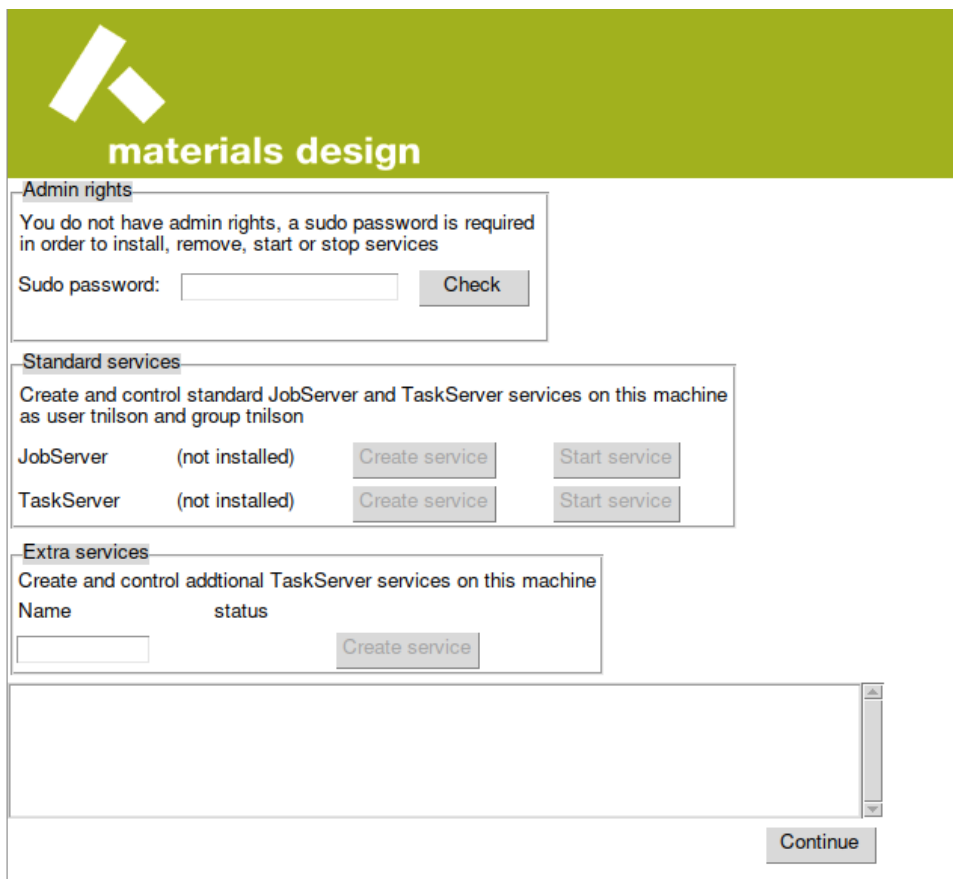 materials design
Admin rights
You do not have admin rights, a sudo password is required
in order to install, remove, start or stop services
Sudo password: Check
Standard services
Create and control standard JobServer and TaskServer services on this machine
as user tnilson and group tnilson
JobServer (not installed) Create service Start service
TaskServer (not installed) Create service Start service
Extra services
Create and control addtional TaskServer services on this machine
Name status
Create service
Continue